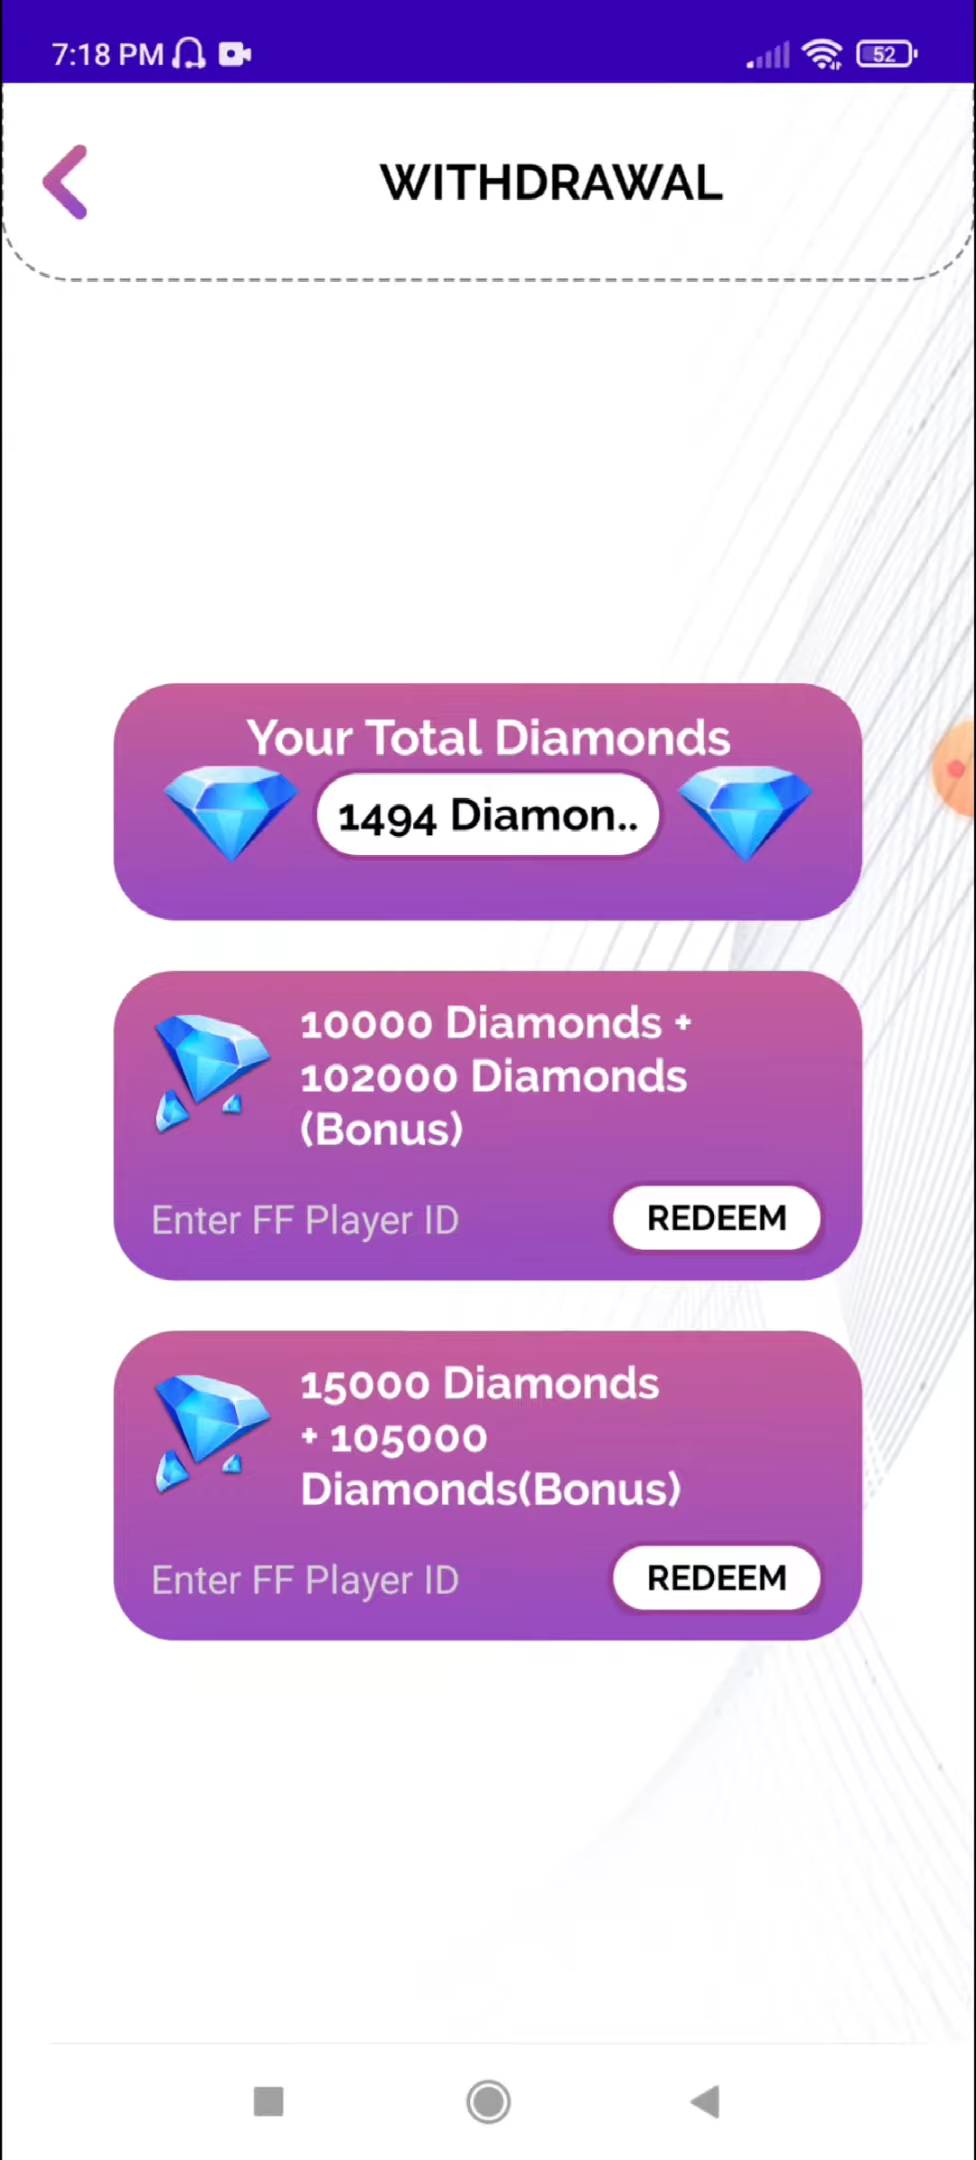 7:18 PM
52
WITHDRAWAL
Your Total Diamonds
1494 Diamon..
10000 Diamonds +
102000 Diamonds
(Bonus)
Enter FF Player ID
REDEEM
15000 Diamonds
+ 105000
Diamonds(Bonus)
Enter FF Player ID
REDEEM